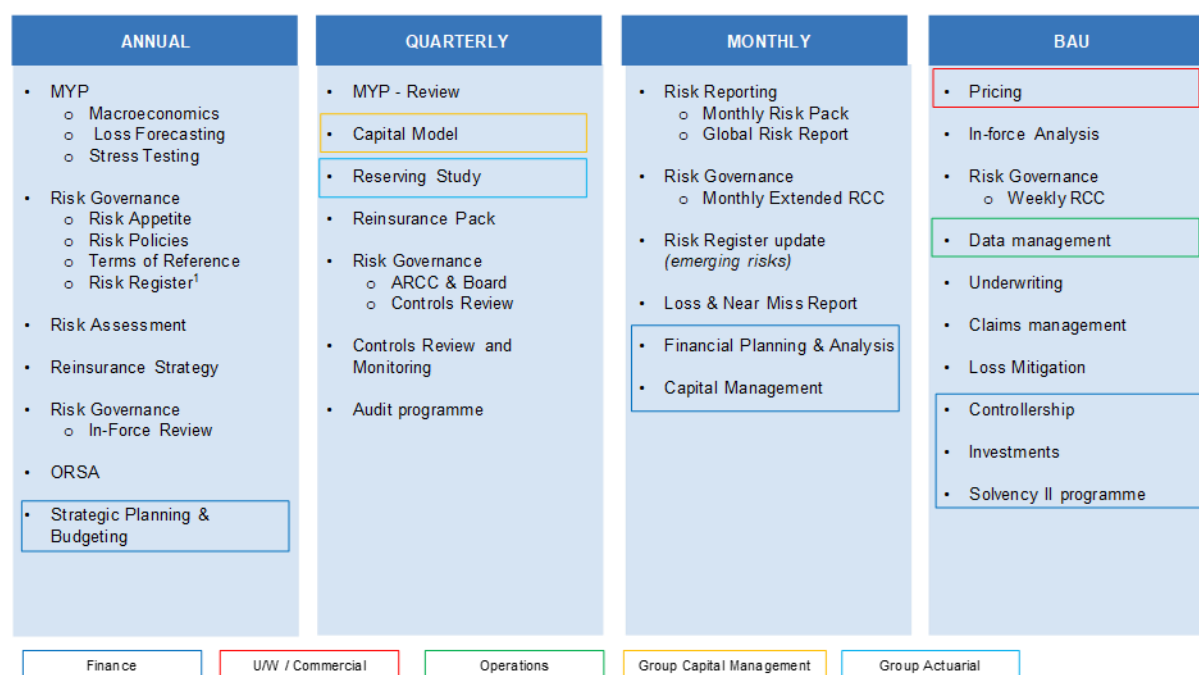 ANNUAL
• MYP
o Macroeconomics
o Loss Forecasting
o Stress Testing
• Risk Governance
o Risk Appetite
o Risk Policies
o Terms of Reference
o Risk Register¹
• Risk Assessment
• Reinsurance Strategy
• Risk Governance
o In-Force Review
• ORSA
• Strategic Planning &
Budgeting
QUARTERLY
• MYP - Review
• Capital Model
• Reserving Study
• Reinsurance Pack
• Risk Governance
o ARCC & Board
o Controls Review
• Controls Review and
Monitoring
• Audit programme
MONTHLY
• Risk Reporting
o Monthly Risk Pack
o Global Risk Report
• Risk Governance
o Monthly Extended RCC
• Risk Register update
(emerging risks)
• Loss & Near Miss Report
• Financial Planning & Analysis
• Capital Management
BAU
• Pricing
• In-force Analysis
• Risk Governance
o Weekly RCC
• Data management
• Underwriting
• Claims management
• Loss Mitigation
• Controllership
• Investments
• Solvency II programme
Finance
U/W / Commercial
Operations
Group Capital Management
Group Actuarial